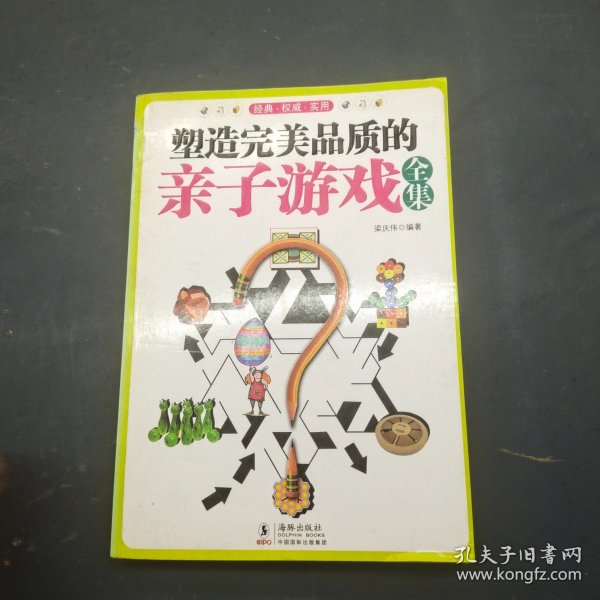 经典·权威·实用
塑造完美品质的
亲子游戏全集
梁庆伟◎编著
海豚出版社
DOLPHIN BOOKS
CIPG 中国国际出版集团
孔夫子旧书网
www.kongfz.com